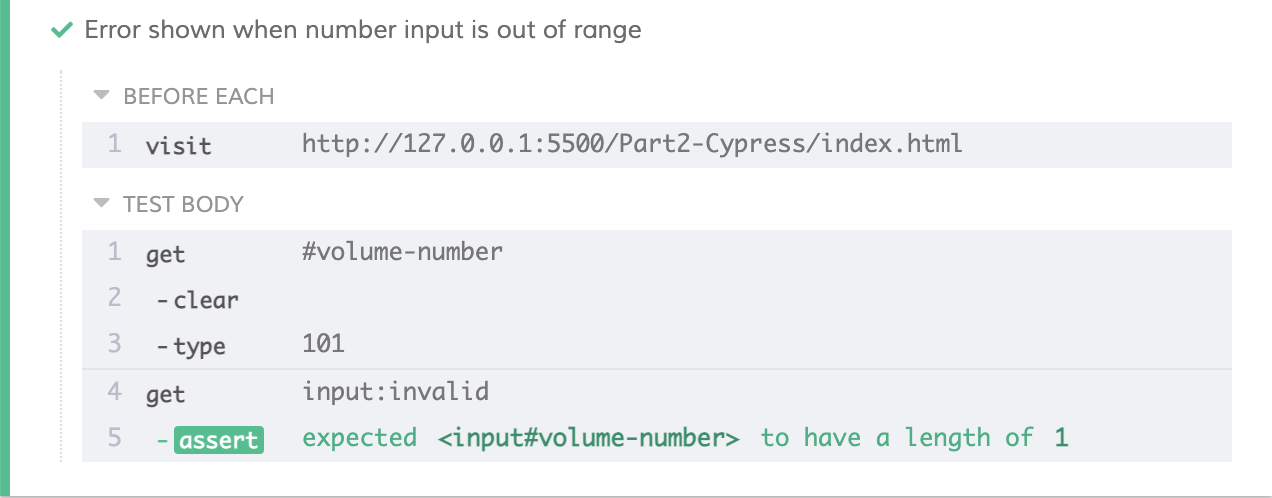 Error shown when number input is out of range
BEFORE EACH
1 visit http://127.0.0.1:5500/Part2-Cypress/index.html
TEST BODY
1 get #volume-number
2 -clear
3 -type 101
4 get input:invalid
5 -assert expected <input#volume-number> to have a length of 1